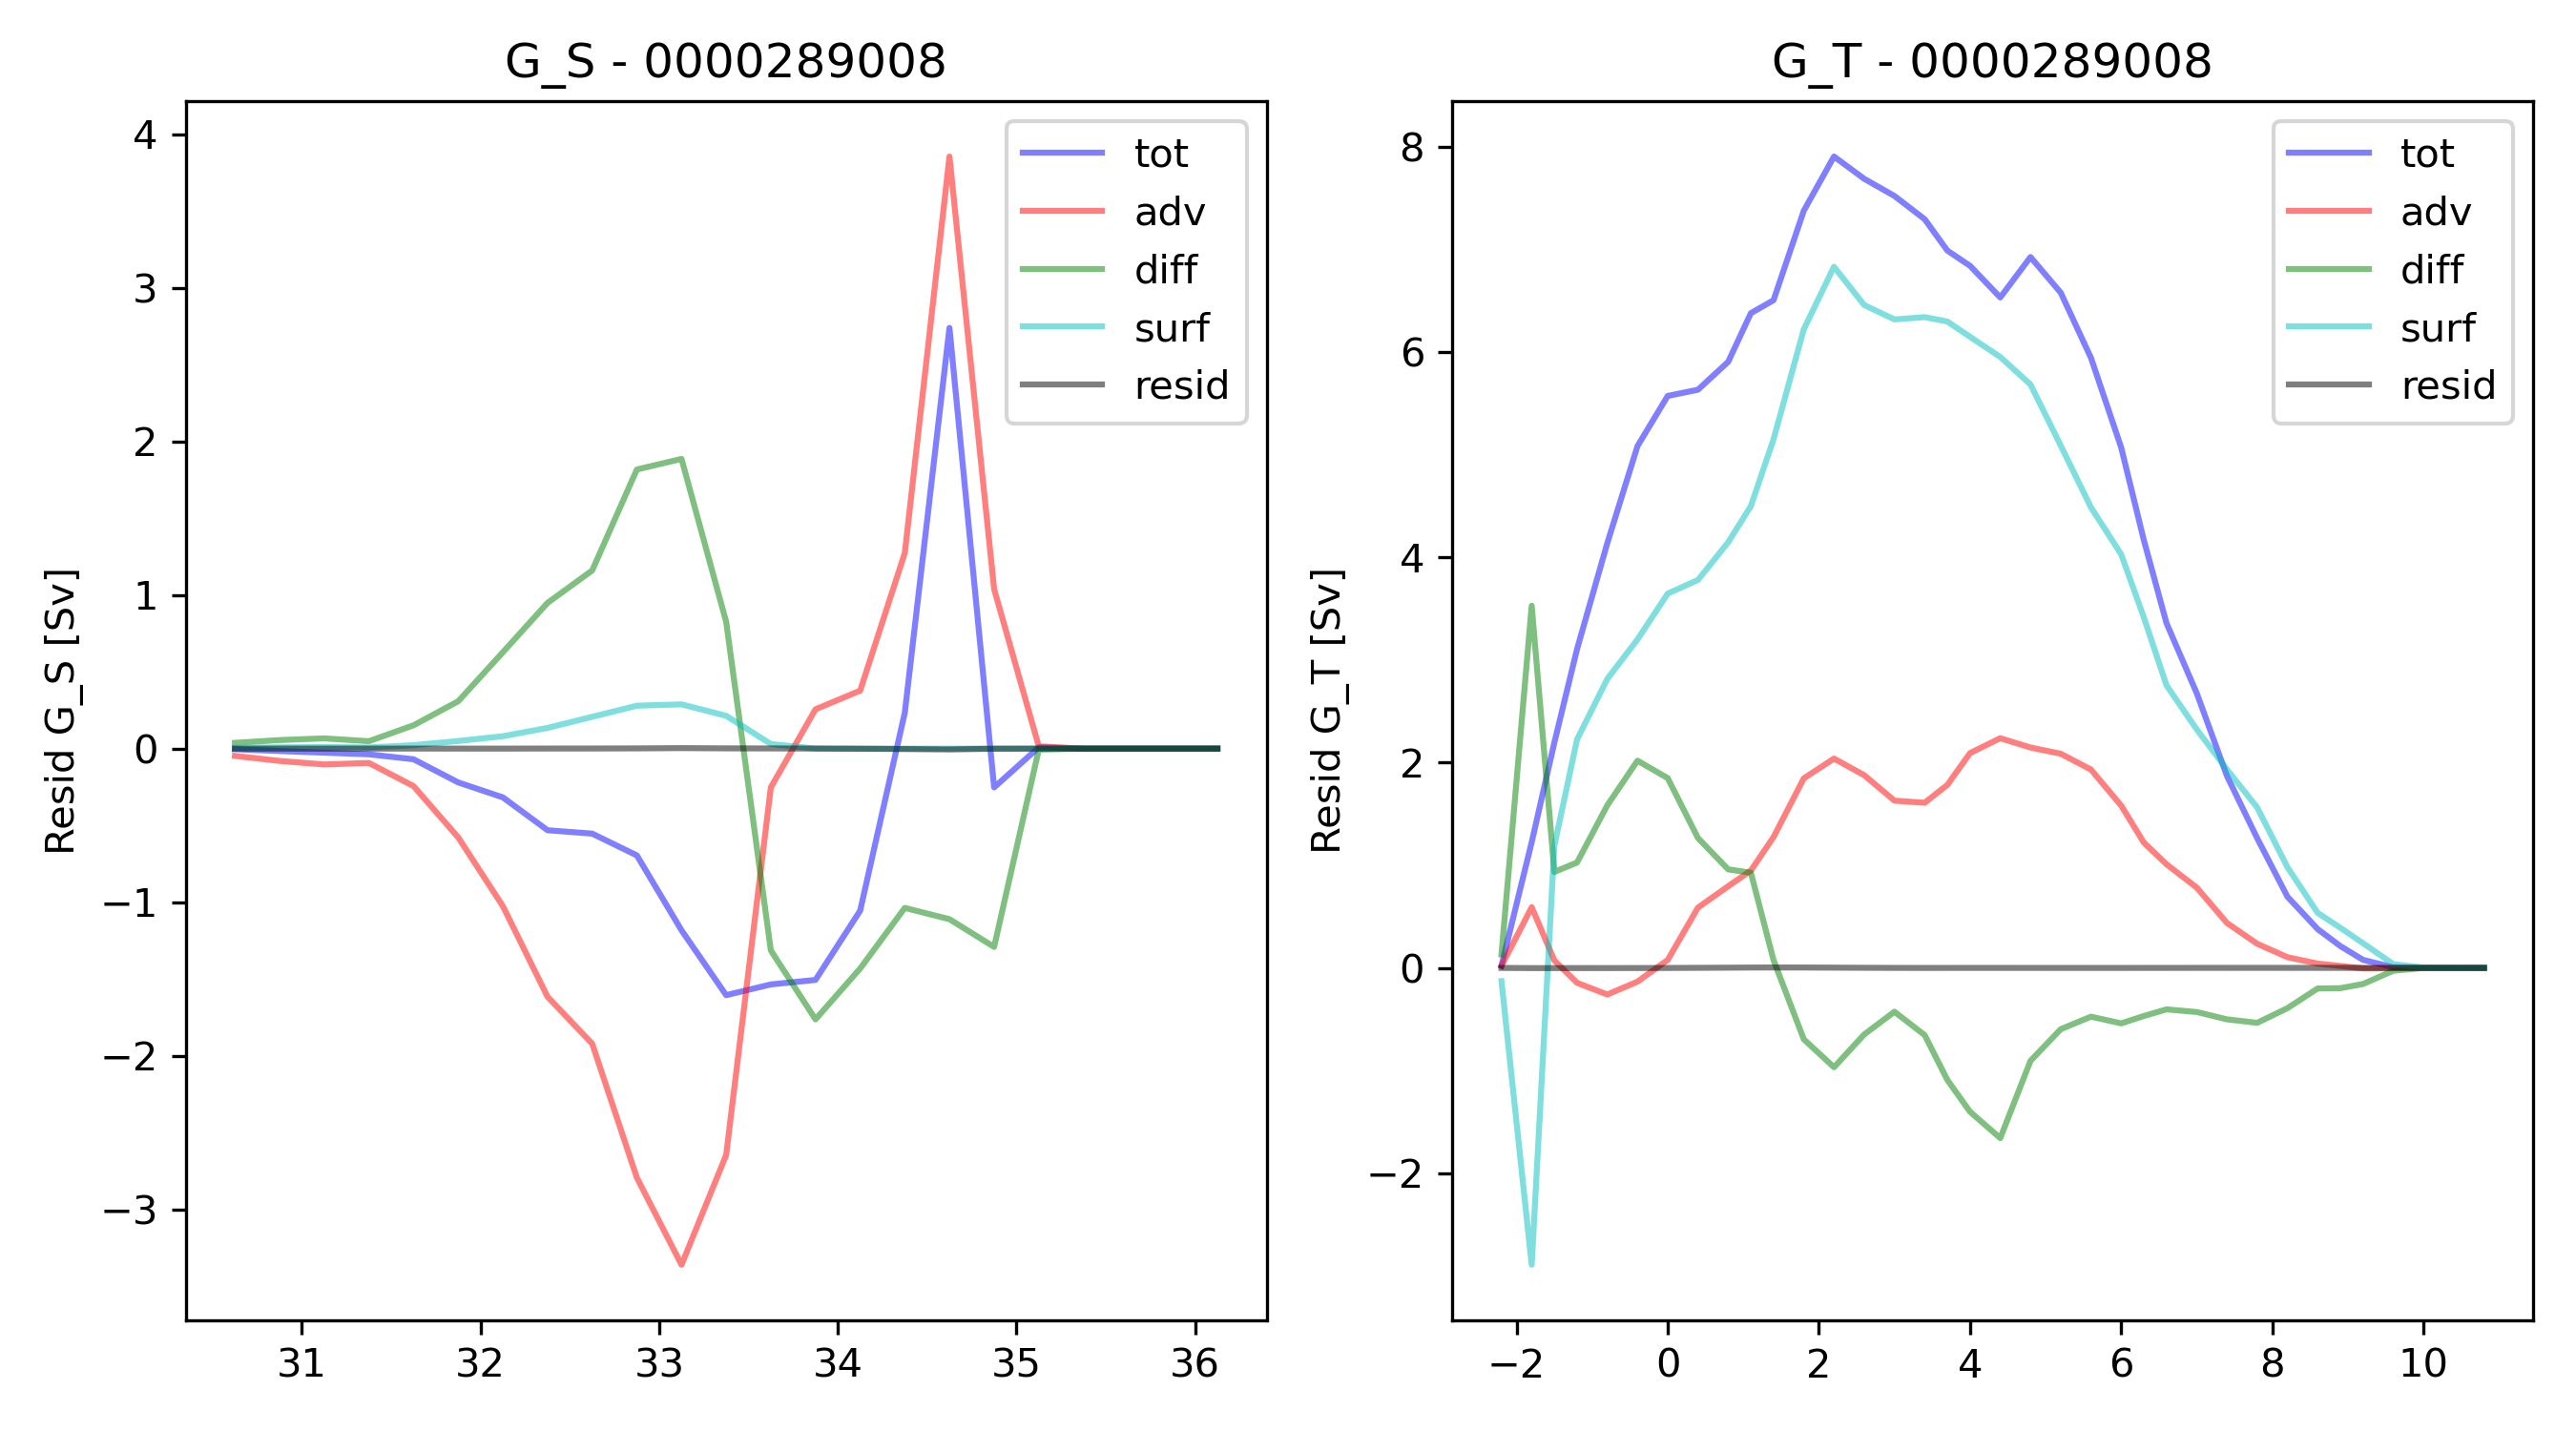 G_S - 0000289008
Resid G_S [Sv]
4
3
2
1
0
−1
−2
−3
31 32 33 34 35 36
tot
adv
diff
surf
resid
G_T - 0000289008
Resid G_T [Sv]
8
6
4
2
0
−2
−2 0 2 4 6 8 10
tot
adv
diff
surf
resid